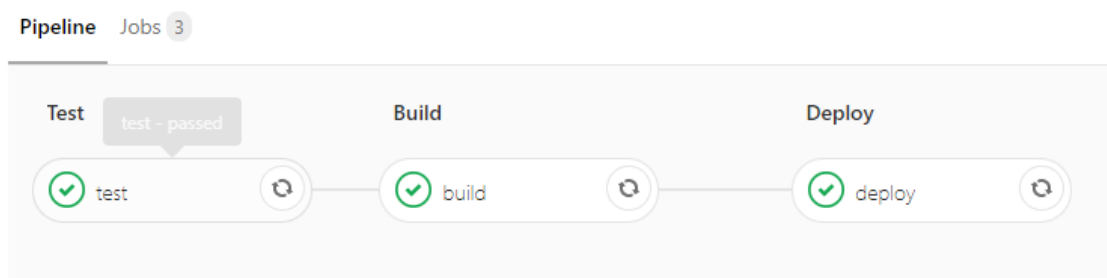 Pipeline Jobs 3
Test Build Deploy
test - passed
test build deploy